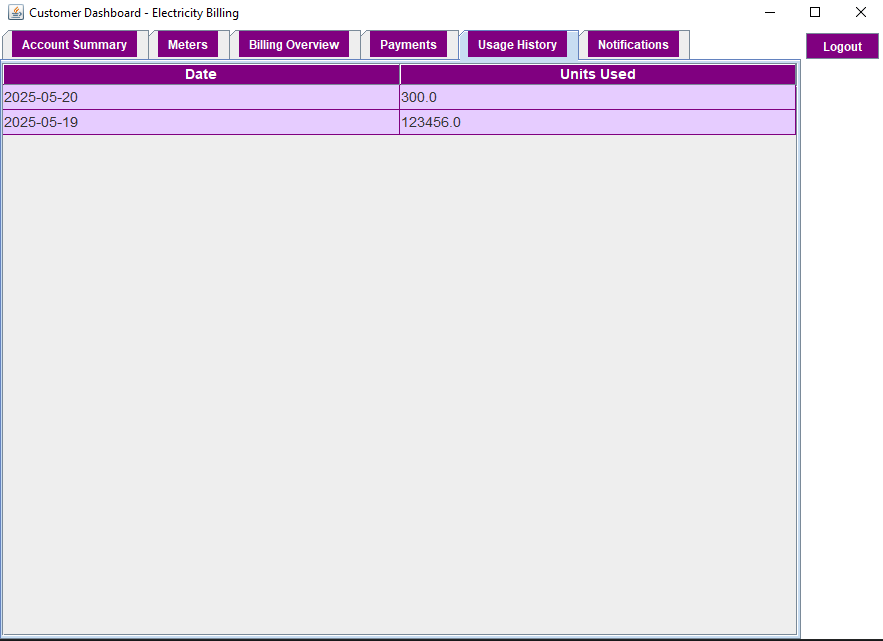 Customer Dashboard - Electricity Billing
Account Summary Meters Billing Overview Payments Usage History Notifications Logout
Date Units Used
2025-05-20 300.0
2025-05-19 123456.0